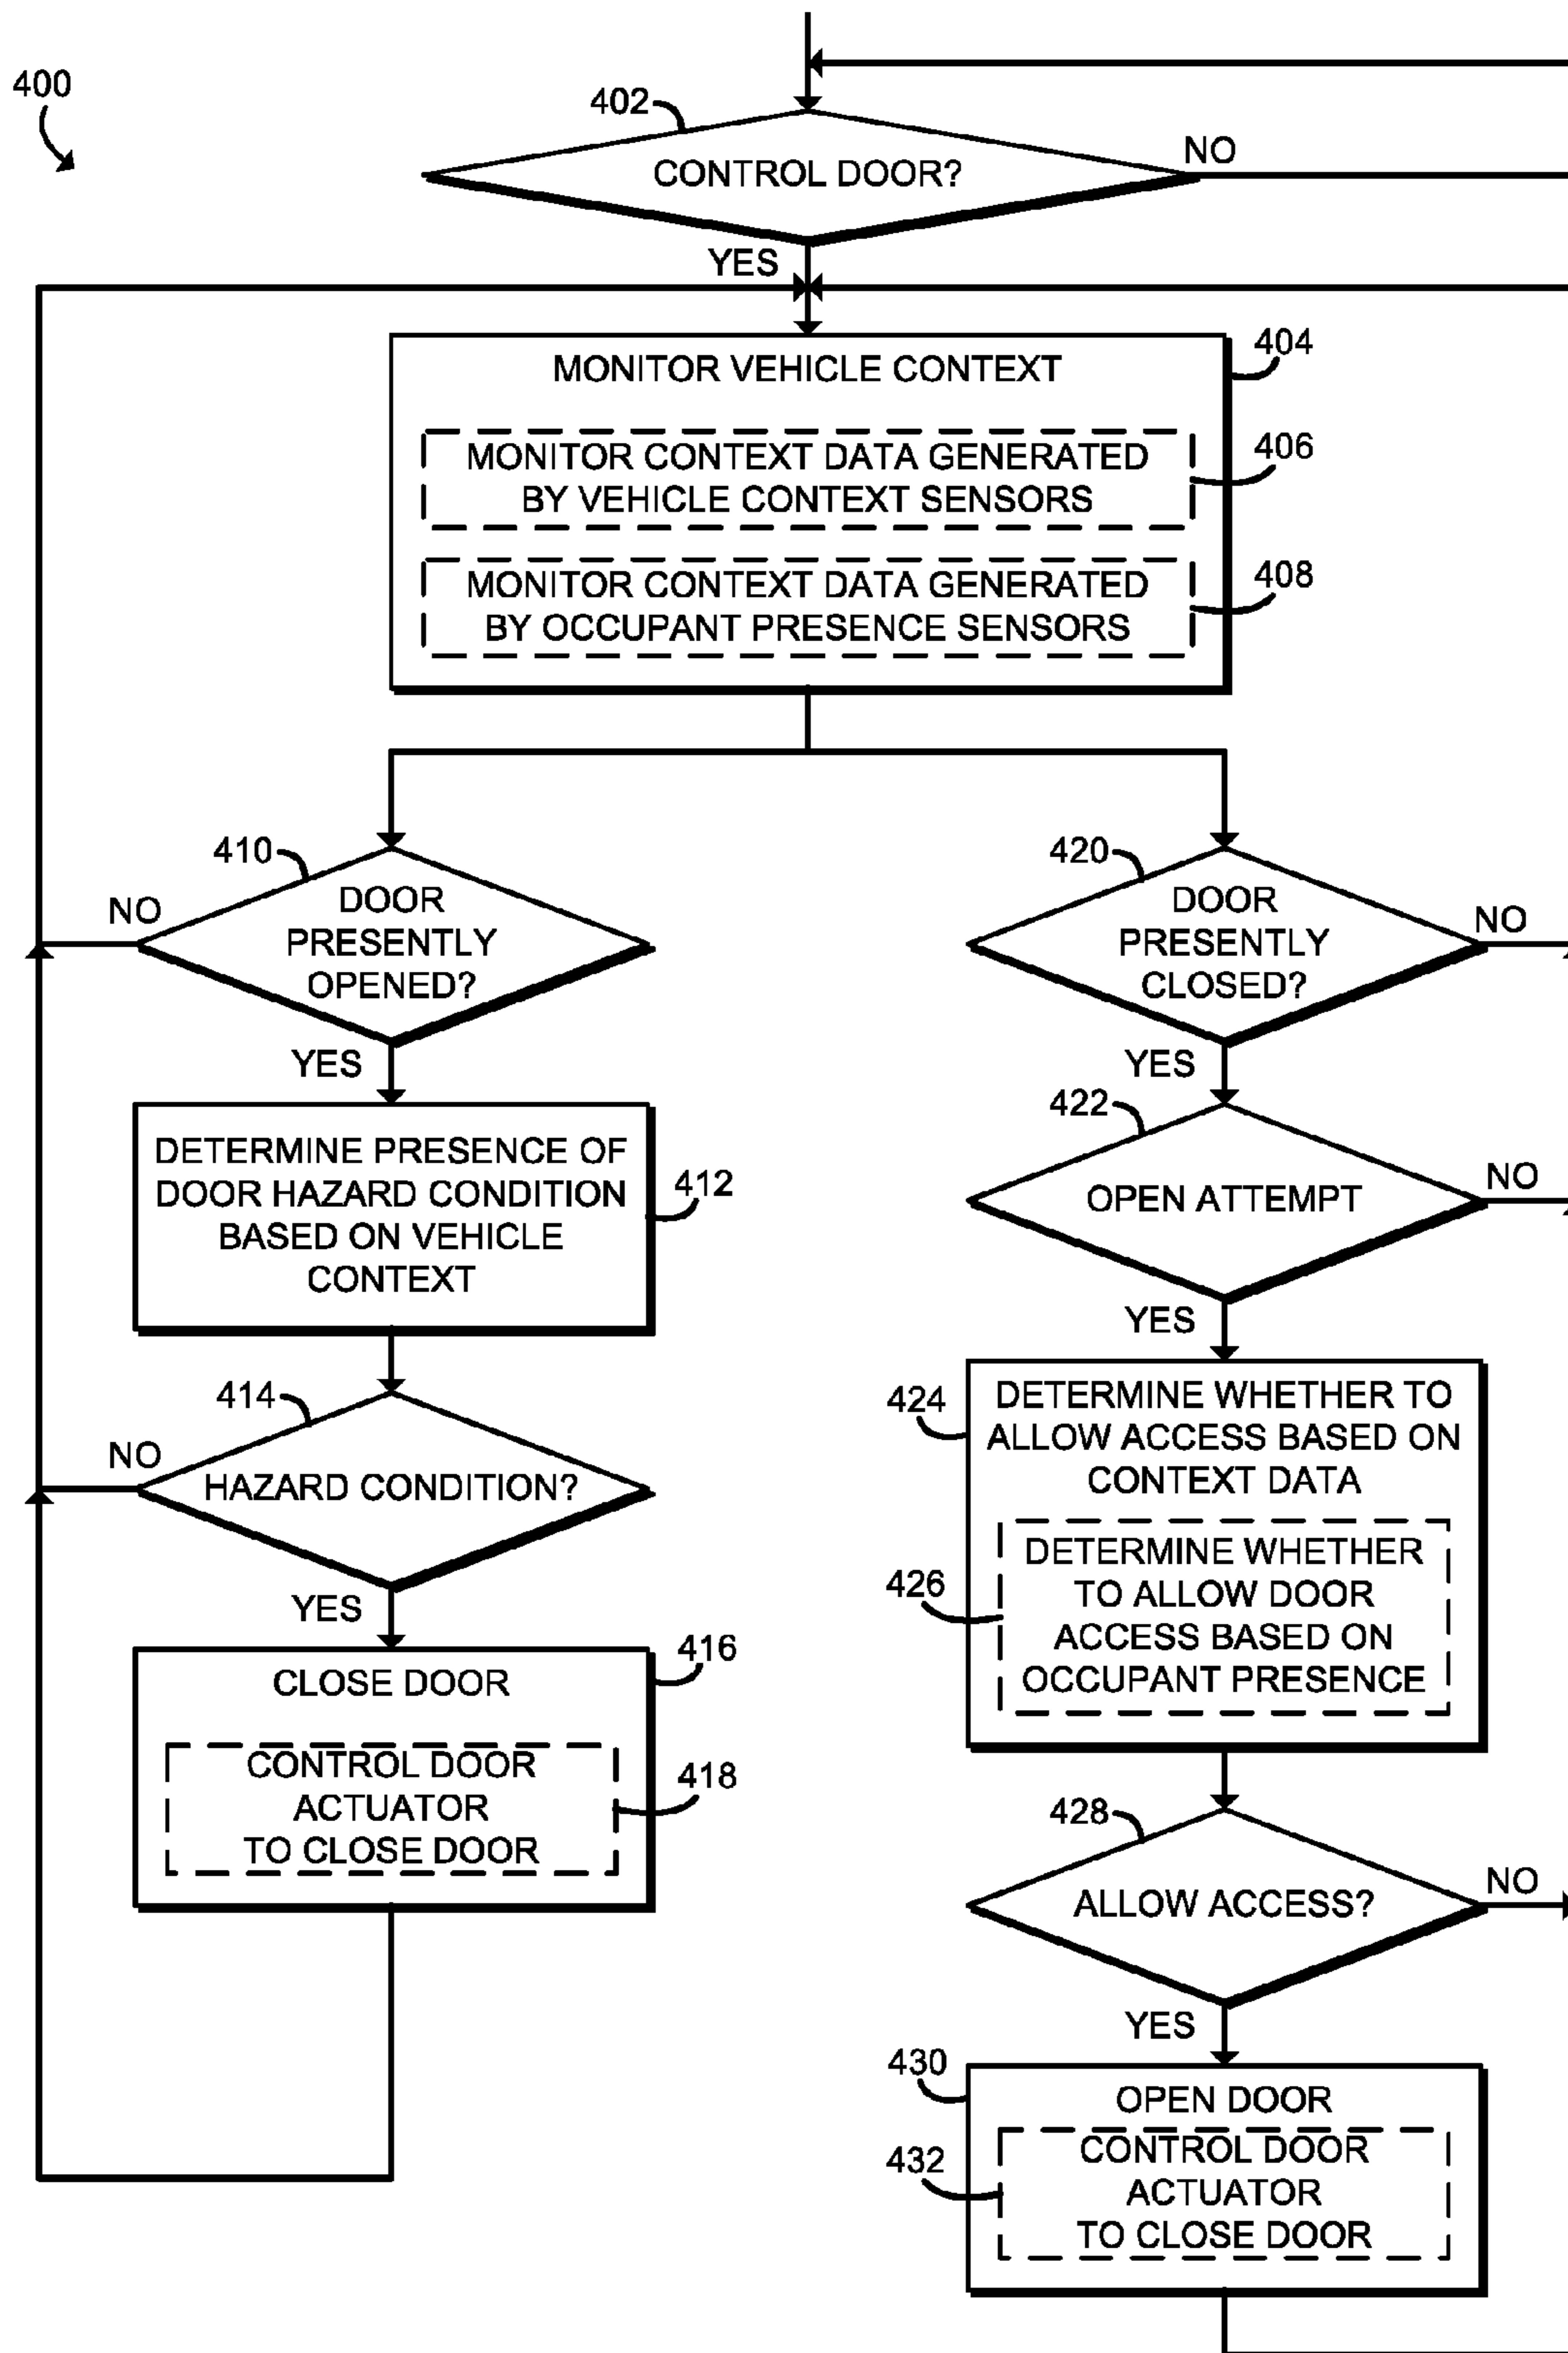 400
402
CONTROL DOOR?
NO
YES
MONITOR VEHICLE CONTEXT
404
MONITOR CONTEXT DATA GENERATED
BY VEHICLE CONTEXT SENSORS
406
MONITOR CONTEXT DATA GENERATED
BY OCCUPANT PRESENCE SENSORS
408
410
DOOR
PRESENTLY
OPENED?
NO
YES
DETERMINE PRESENCE OF
DOOR HAZARD CONDITION
BASED ON VEHICLE
CONTEXT
412
414
HAZARD CONDITION?
NO
YES
CLOSE DOOR
416
CONTROL DOOR
ACTUATOR
TO CLOSE DOOR
418
420
DOOR
PRESENTLY
CLOSED?
NO
YES
422
OPEN ATTEMPT
NO
YES
424
DETERMINE WHETHER TO
ALLOW ACCESS BASED ON
CONTEXT DATA
426
DETERMINE WHETHER
TO ALLOW DOOR
ACCESS BASED ON
OCCUPANT PRESENCE
428
ALLOW ACCESS?
NO
YES
430
OPEN DOOR
432
CONTROL DOOR
ACTUATOR
TO CLOSE DOOR